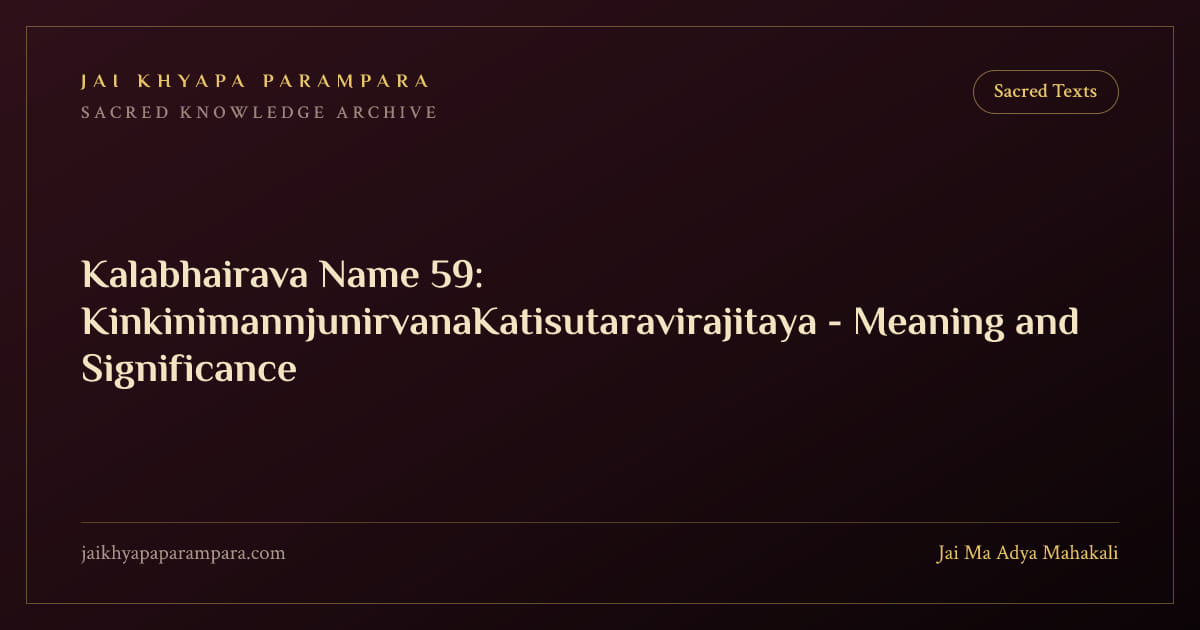 JAI KHYAPA PARAMPARA
SACRED KNOWLEDGE ARCHIVE
Sacred Texts
Kalabhairava Name 59:
KinkinimannjunirvanaKatisutaravirajitaya - Meaning and
Significance
jaikhyapaparampara.com
Jai Ma Adya Mahakali